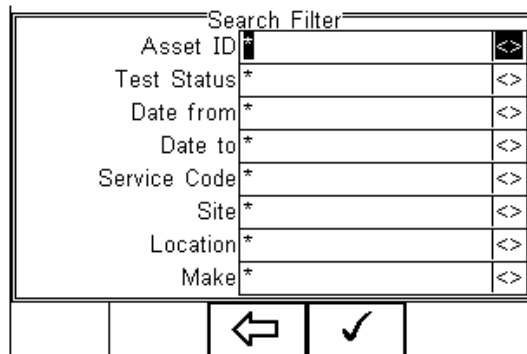 Search Filter
Asset ID * <>
Test Status * <>
Date from * <>
Date to * <>
Service Code * <>
Site * <>
Location * <>
Make * <>